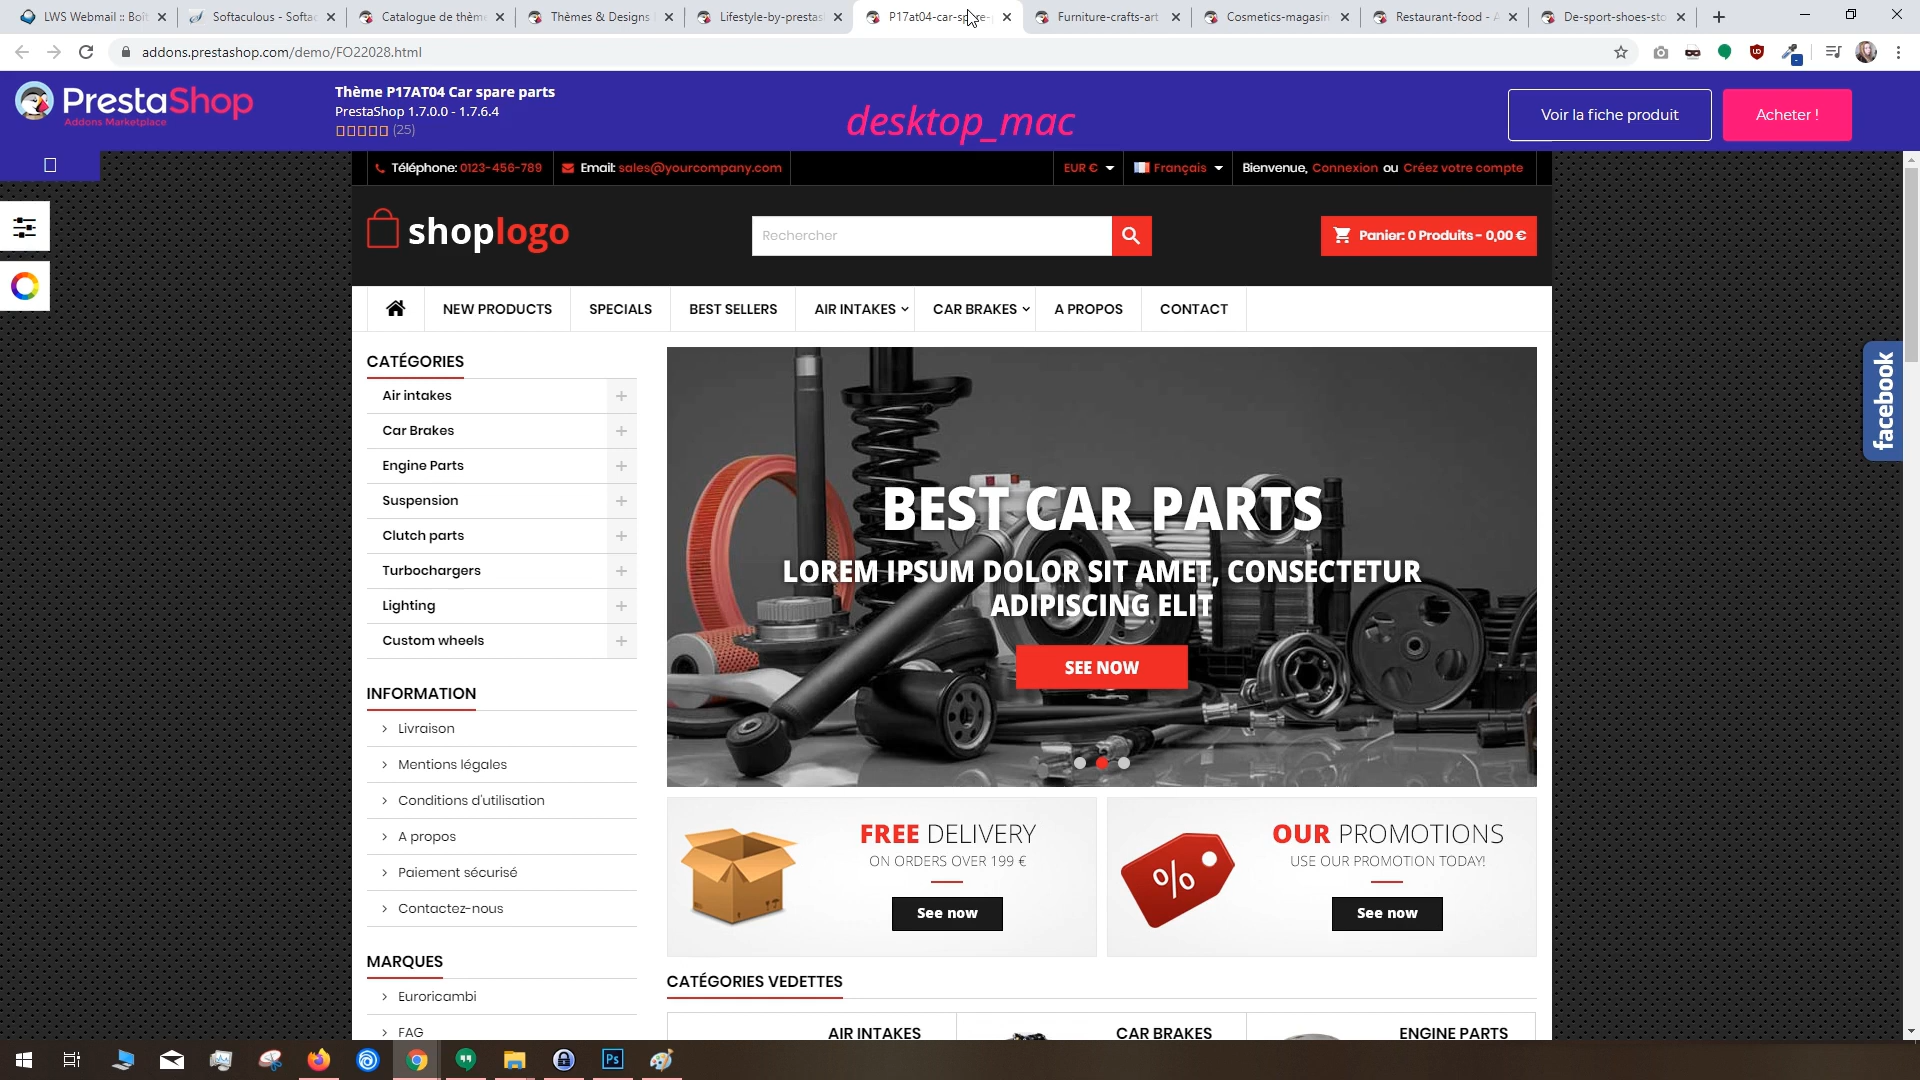 LWS Webmail :: Boît
Softaculous - Softac
Catalogue de thème
Thèmes & Designs
Lifestyle-by-prestas
P17at04-car-spare-
Furniture-crafts-art
Cosmetics-magasin
Restaurant-food - A
De-sport-shoes-sto
addons.prestashop.com/demo/FO22028.html
PrestaShop
Addons Marketplace
Thème P17AT04 Car spare parts
PrestaShop 1.7.0.0 - 1.7.6.4
(25)
desktop_mac
Voir la fiche produit
Acheter !
Téléphone: 0123-456-789
Email: sales@yourcompany.com
EUR €
Français
Bienvenue, Connexion ou Créez votre compte
shoplogo
Rechercher
Panier: 0 Produits - 0,00 €
NEW PRODUCTS
SPECIALS
BEST SELLERS
AIR INTAKES
CAR BRAKES
A PROPOS
CONTACT
CATÉGORIES
Air intakes
Car Brakes
Engine Parts
Suspension
Clutch parts
Turbochargers
Lighting
Custom wheels
INFORMATION
Livraison
Mentions légales
Conditions d'utilisation
A propos
Paiement sécurisé
Contactez-nous
MARQUES
Euroricambi
FAG
BEST CAR PARTS
LOREM IPSUM DOLOR SIT AMET, CONSECTETUR
ADIPISCING ELIT
SEE NOW
FREE DELIVERY
ON ORDERS OVER 199 €
See now
%
OUR PROMOTIONS
USE OUR PROMOTION TODAY!
See now
CATÉGORIES VEDETTES
AIR INTAKES
CAR BRAKES
ENGINE PARTS
facebook
Ps